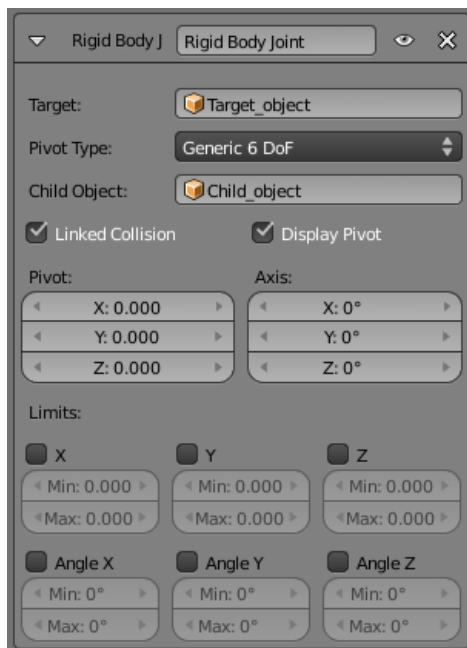 Rigid Body J Rigid Body Joint
Target: Target_object
Pivot Type: Generic 6 DoF
Child Object: Child_object
Linked Collision Display Pivot
Pivot: Axis:
X: 0.000 X: 0°
Y: 0.000 Y: 0°
Z: 0.000 Z: 0°
Limits:
X Y Z
Min: 0.000 Min: 0.000 Min: 0.000
Max: 0.000 Max: 0.000 Max: 0.000
Angle X Angle Y Angle Z
Min: 0° Min: 0° Min: 0°
Max: 0° Max: 0° Max: 0°